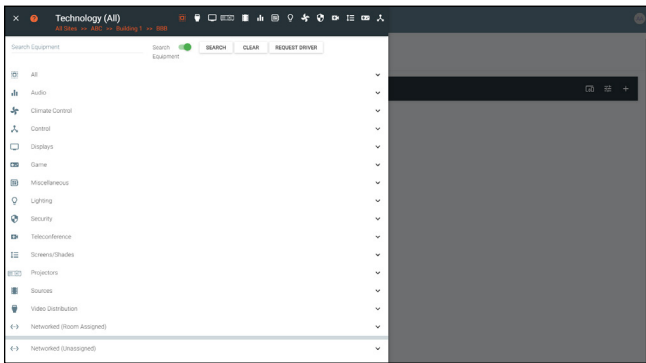 Technology (All)
All Sites >> ABC >> Building 1 >> BBB
Search Equipment
Search Equipment
SEARCH
CLEAR
REQUEST DRIVER
All
Audio
Climate Control
Control
Displays
Game
Miscellaneous
Lighting
Security
Teleconference
Screens/Shades
Projectors
Sources
Video Distribution
Networked (Room Assigned)
Networked (Unassigned)